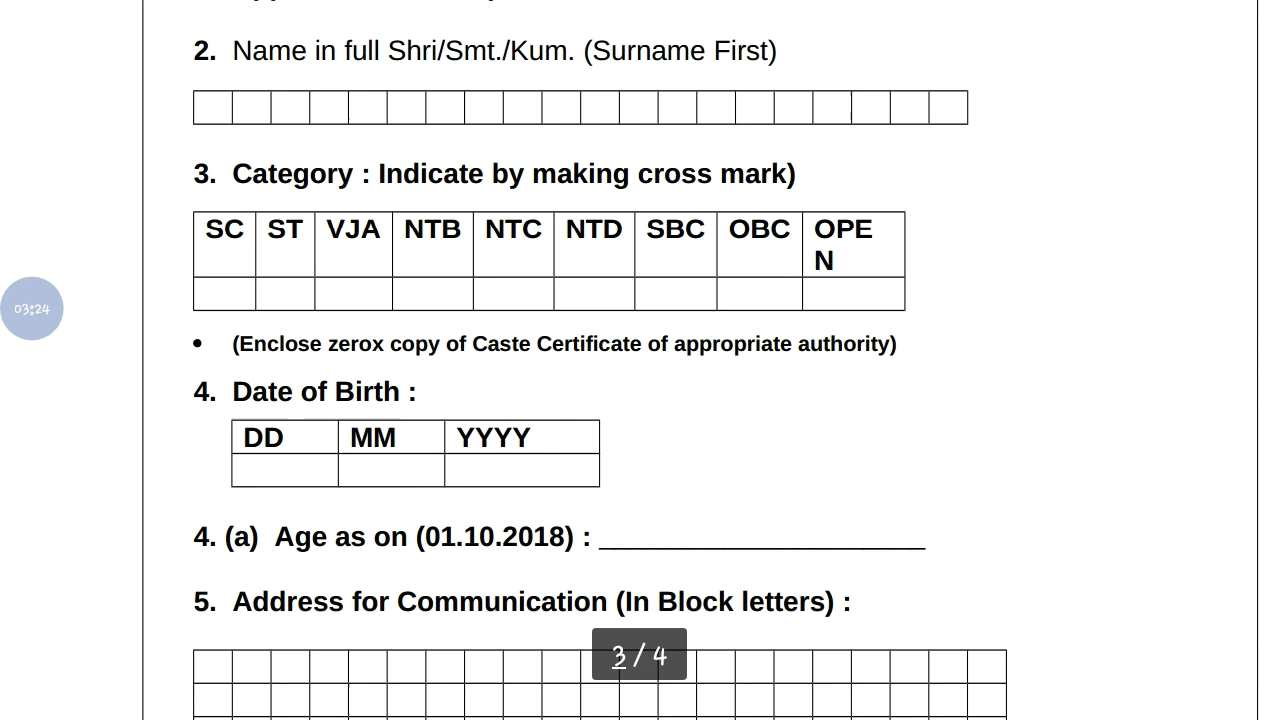 2. Name in full Shri/Smt./Kum. (Surname First)
3. Category : Indicate by making cross mark)
SC ST VJA NTB NTC NTD SBC OBC OPE
N
03:24
• (Enclose zerox copy of Caste Certificate of appropriate authority)
4. Date of Birth :
DD MM YYYY
4. (a) Age as on (01.10.2018) : _____________________
5. Address for Communication (In Block letters) :
3 / 4